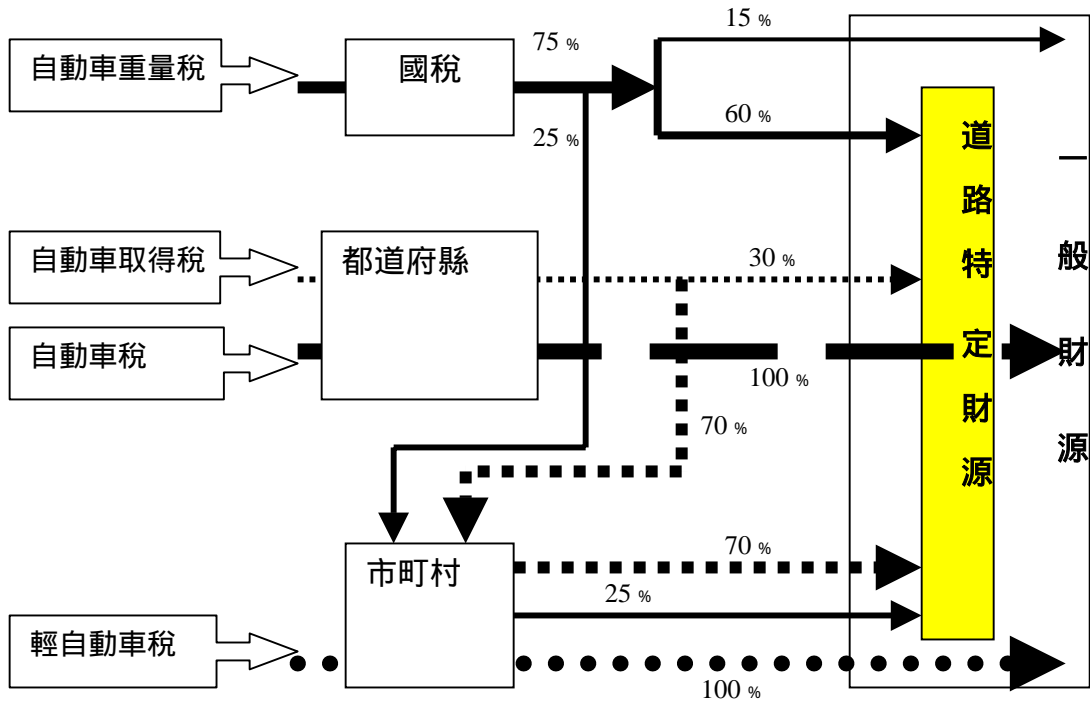 15 %
75 %
自動車重量稅
國稅
60 %
25 %
道路特定財源
一般財源
自動車取得稅
都道府縣
30 %
自動車稅
100 %
70 %
市町村
70 %
25 %
輕自動車稅
100 %